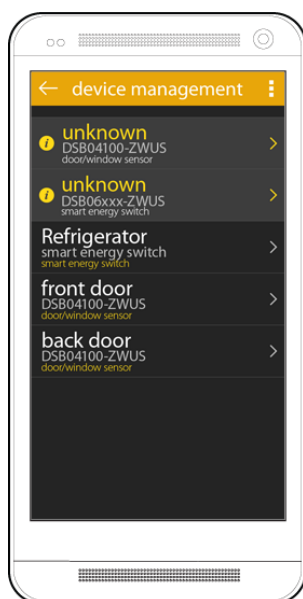 device management
unknown
DSB04100-ZWUS
door/window sensor
unknown
DSB06xxx-ZWUS
smart energy switch
Refrigerator
smart energy switch
smart energy switch
front door
DSB04100-ZWUS
door/window sensor
back door
DSB04100-ZWUS
door/window sensor